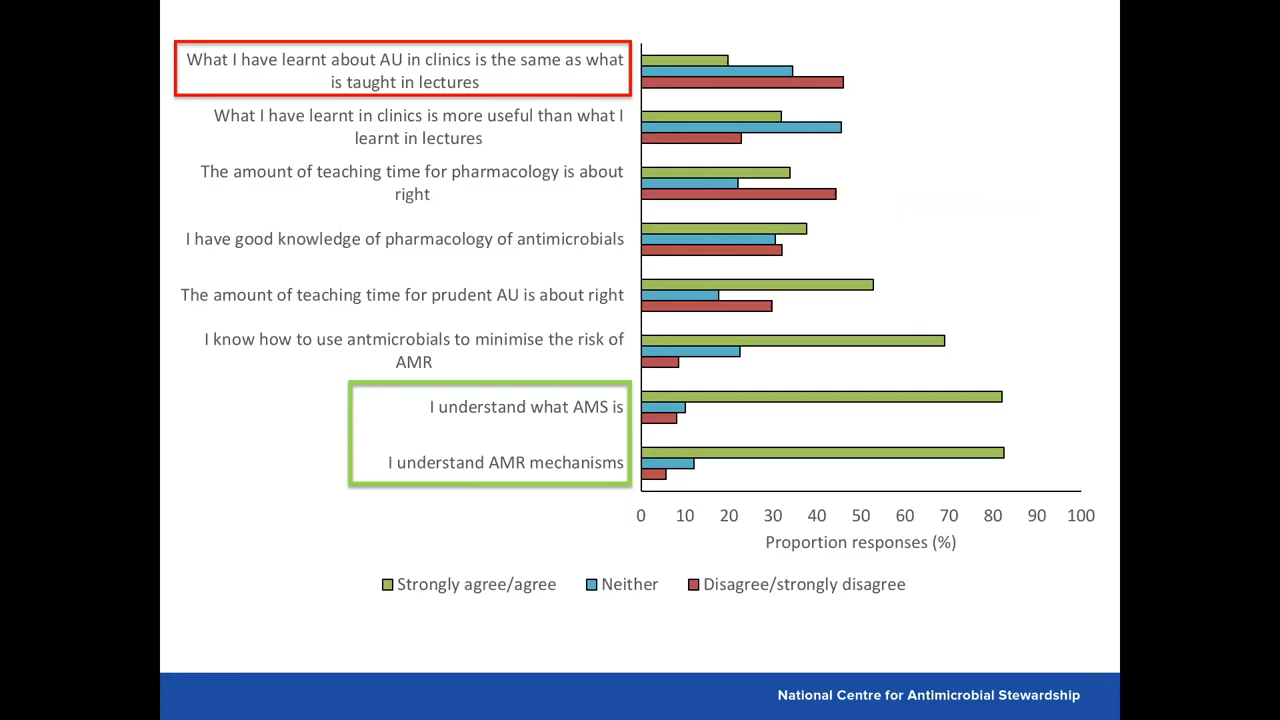 What I have learnt about AU in clinics is the same as what
is taught in lectures
What I have learnt in clinics is more useful than what I
learnt in lectures
The amount of teaching time for pharmacology is about
right
I have good knowledge of pharmacology of antimicrobials
The amount of teaching time for prudent AU is about right
I know how to use antmicrobials to minimise the risk of
AMR
I understand what AMS is
I understand AMR mechanisms
0 10 20 30 40 50 60 70 80 90 100
Proportion responses (%)
Strongly agree/agree Neither Disagree/strongly disagree
National Centre for Antimicrobial Stewardship